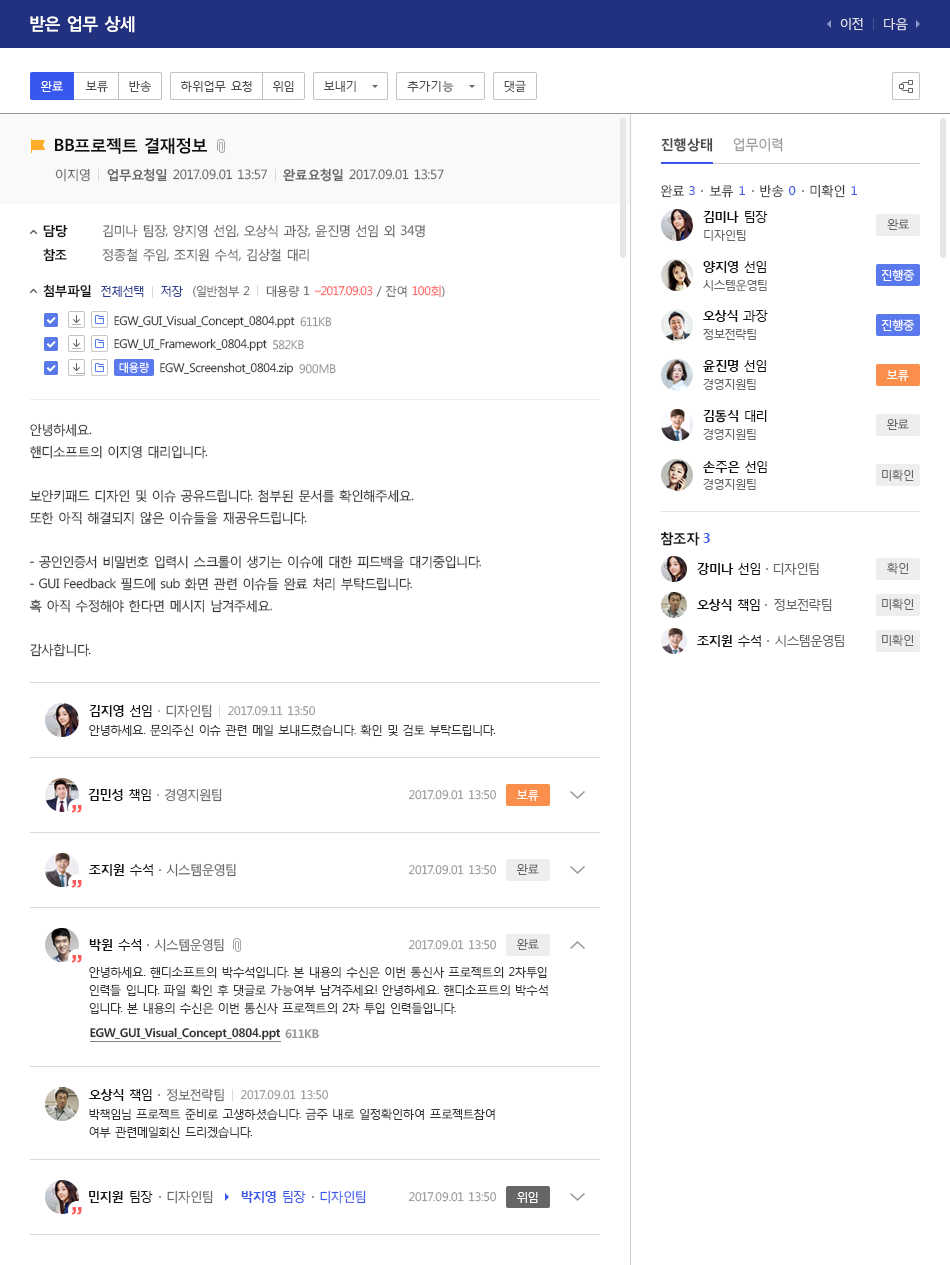 받은 업무 상세
이전 다음
완료 보류 반송 하위업무 요청 위임 보내기 추가기능 댓글
BB프로젝트 결재정보
이지영 업무요청일 2017.09.01 13:57 완료요청일 2017.09.01 13:57
담당 김미나 팀장, 양지영 선임, 오상식 과장, 윤진명 선임 외 34명
참조 정종철 주임, 조지원 수석, 김상철 대리
첨부파일 전체선택 저장 (일반첨부 2 대용량 1 ~2017.09.03 / 잔여 100회)
EGW_GUI_Visual_Concept_0804.ppt 611KB
EGW_UI_Framework_0804.ppt 582KB
대용량 EGW_Screenshot_0804.zip 900MB
안녕하세요.
핸디소프트의 이지영 대리입니다.
보안키패드 디자인 및 이슈 공유드립니다. 첨부된 문서를 확인해주세요.
또한 아직 해결되지 않은 이슈들을 재공유드립니다.
- 공인인증서 비밀번호 입력시 스크롤이 생기는 이슈에 대한 피드백을 대기중입니다.
- GUI Feedback 필드에 sub 화면 관련 이슈들 완료 처리 부탁드립니다.
혹 아직 수정해야 한다면 메시지 남겨주세요.
감사합니다.
김지영 선임 · 디자인팀 2017.09.11 13:50
안녕하세요. 문의주신 이슈 관련 메일 보내드렸습니다. 확인 및 검토 부탁드립니다.
김민성 책임 · 경영지원팀 2017.09.01 13:50 보류
조지원 수석 · 시스템운영팀 2017.09.01 13:50 완료
박원 수석 · 시스템운영팀 2017.09.01 13:50 완료
안녕하세요. 핸디소프트의 박수석입니다. 본 내용의 수신은 이번 통신사 프로젝트의 2차투입
인력들 입니다. 파일 확인 후 댓글로 가능여부 남겨주세요! 안녕하세요. 핸디소프트의 박수석
입니다. 본 내용의 수신은 이번 통신사 프로젝트의 2차 투입 인력들입니다.
EGW_GUI_Visual_Concept_0804.ppt 611KB
오상식 책임 · 정보전략팀 2017.09.01 13:50
박책임님 프로젝트 준비로 고생하셨습니다. 금주 내로 일정확인하여 프로젝트참여
여부 관련메일회신 드리겠습니다.
민지원 팀장 · 디자인팀 박지영 팀장 · 디자인팀 2017.09.01 13:50 위임
진행상태 업무이력
완료 3 · 보류 1 · 반송 0 · 미확인 1
김미나 팀장 완료
디자인팀
양지영 선임 진행중
시스템운영팀
오상식 과장 진행중
정보전략팀
윤진명 선임 보류
경영지원팀
김통식 대리 완료
경영지원팀
손주은 선임 미확인
경영지원팀
참조자 3
강미나 선임 · 디자인팀 확인
오상식 책임 · 정보전략팀 미확인
조지원 수석 · 시스템운영팀 미확인